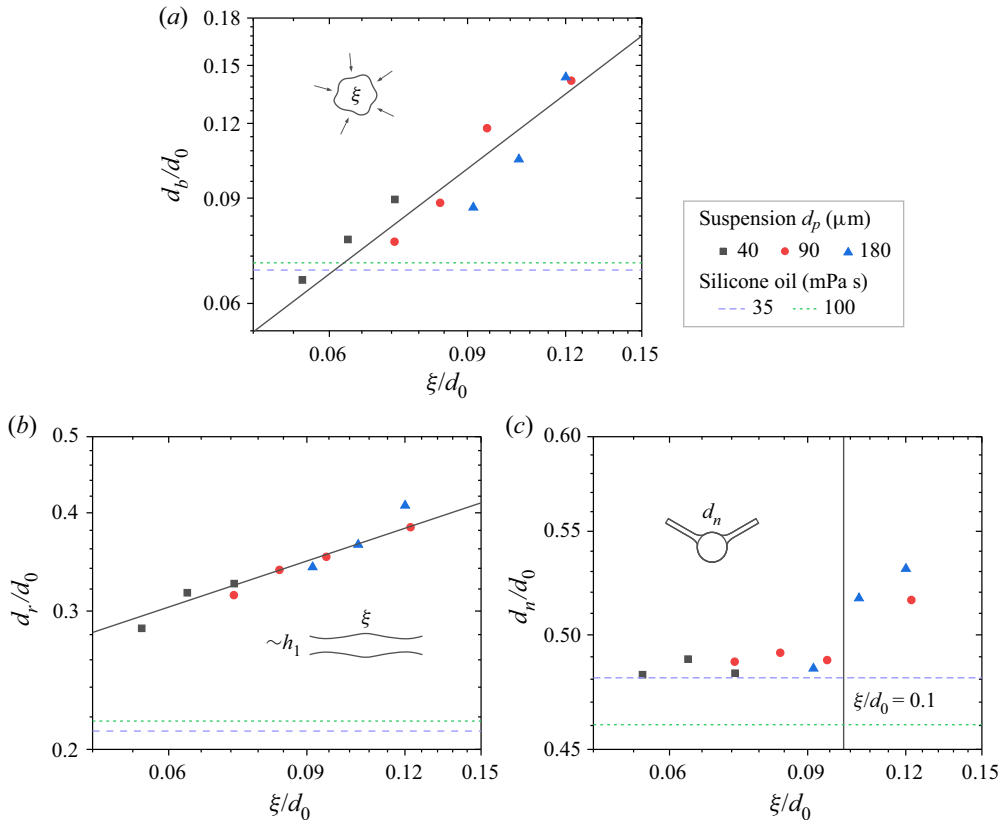 (a)
0.18
0.15
0.12
0.09
0.06
d_b/d_0
ξ
0.06
0.09
0.12
0.15
ξ/d_0
Suspension d_p (μm)
40 90 180
Silicone oil (mPa s)
35 100
(b)
0.5
0.4
0.3
0.2
d_r/d_0
ξ
~h_1
0.06
0.09
0.12
0.15
ξ/d_0
(c)
0.60
0.55
0.50
0.45
d_n/d_0
d_n
ξ/d_0 = 0.1
0.06
0.09
0.12
0.15
ξ/d_0